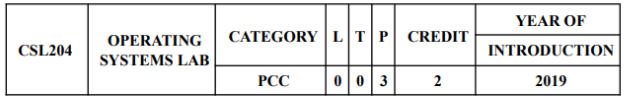 CSL204 OPERATING SYSTEMS LAB CATEGORY L T P CREDIT YEAR OF INTRODUCTION
PCC 0 0 3 2 2019